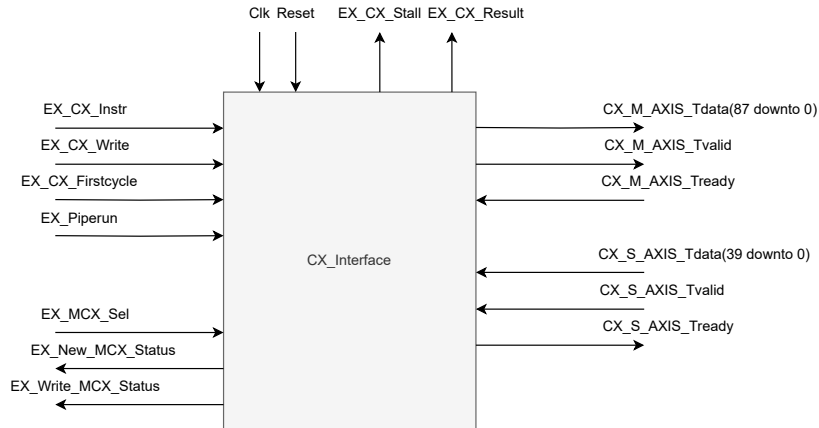 Clk Reset EX_CX_Stall EX_CX_Result
EX_CX_Instr
EX_CX_Write
EX_CX_Firstcycle
EX_Piperun
EX_MCX_Sel
EX_New_MCX_Status
EX_Write_MCX_Status
CX_Interface
CX_M_AXIS_Tdata(87 downto 0)
CX_M_AXIS_Tvalid
CX_M_AXIS_Tready
CX_S_AXIS_Tdata(39 downto 0)
CX_S_AXIS_Tvalid
CX_S_AXIS_Tready